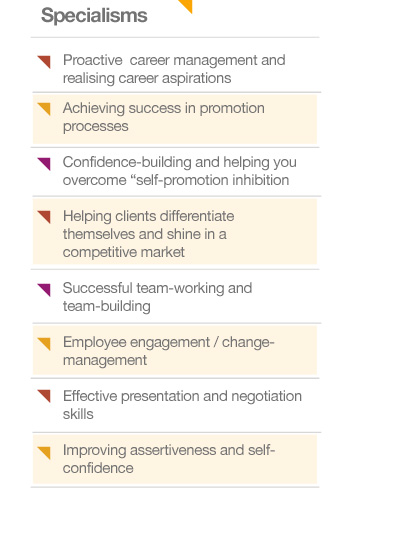 Specialisms
Proactive  career management and
realising career aspirations
Achieving success in promotion
processes
Confidence-building and helping you
overcome “self-promotion inhibition
Helping clients differentiate
themselves and shine in a
competitive market
Successful team-working and
team-building
Employee engagement / change-
management
Effective presentation and negotiation
skills
Improving assertiveness and self-
confidence